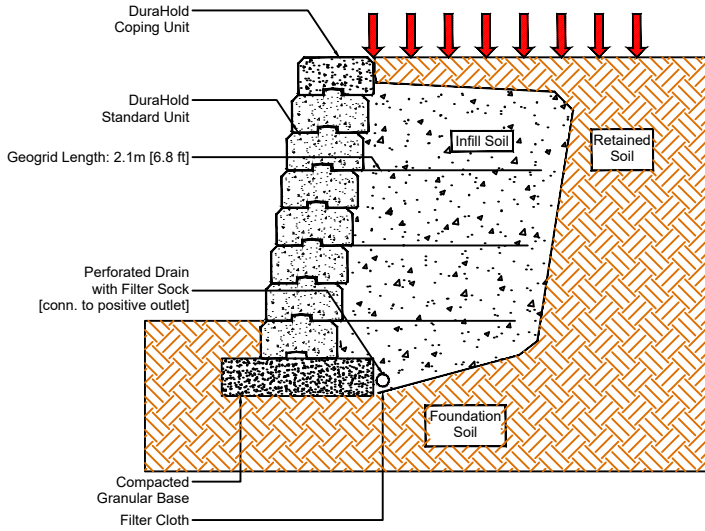 DuraHold
Coping Unit
DuraHold
Standard Unit
Geogrid Length: 2.1m [6.8 ft]
Infill Soil
Retained
Soil
Perforated Drain
with Filter Sock
[conn. to positive outlet]
Foundation
Soil
Compacted
Granular Base
Filter Cloth